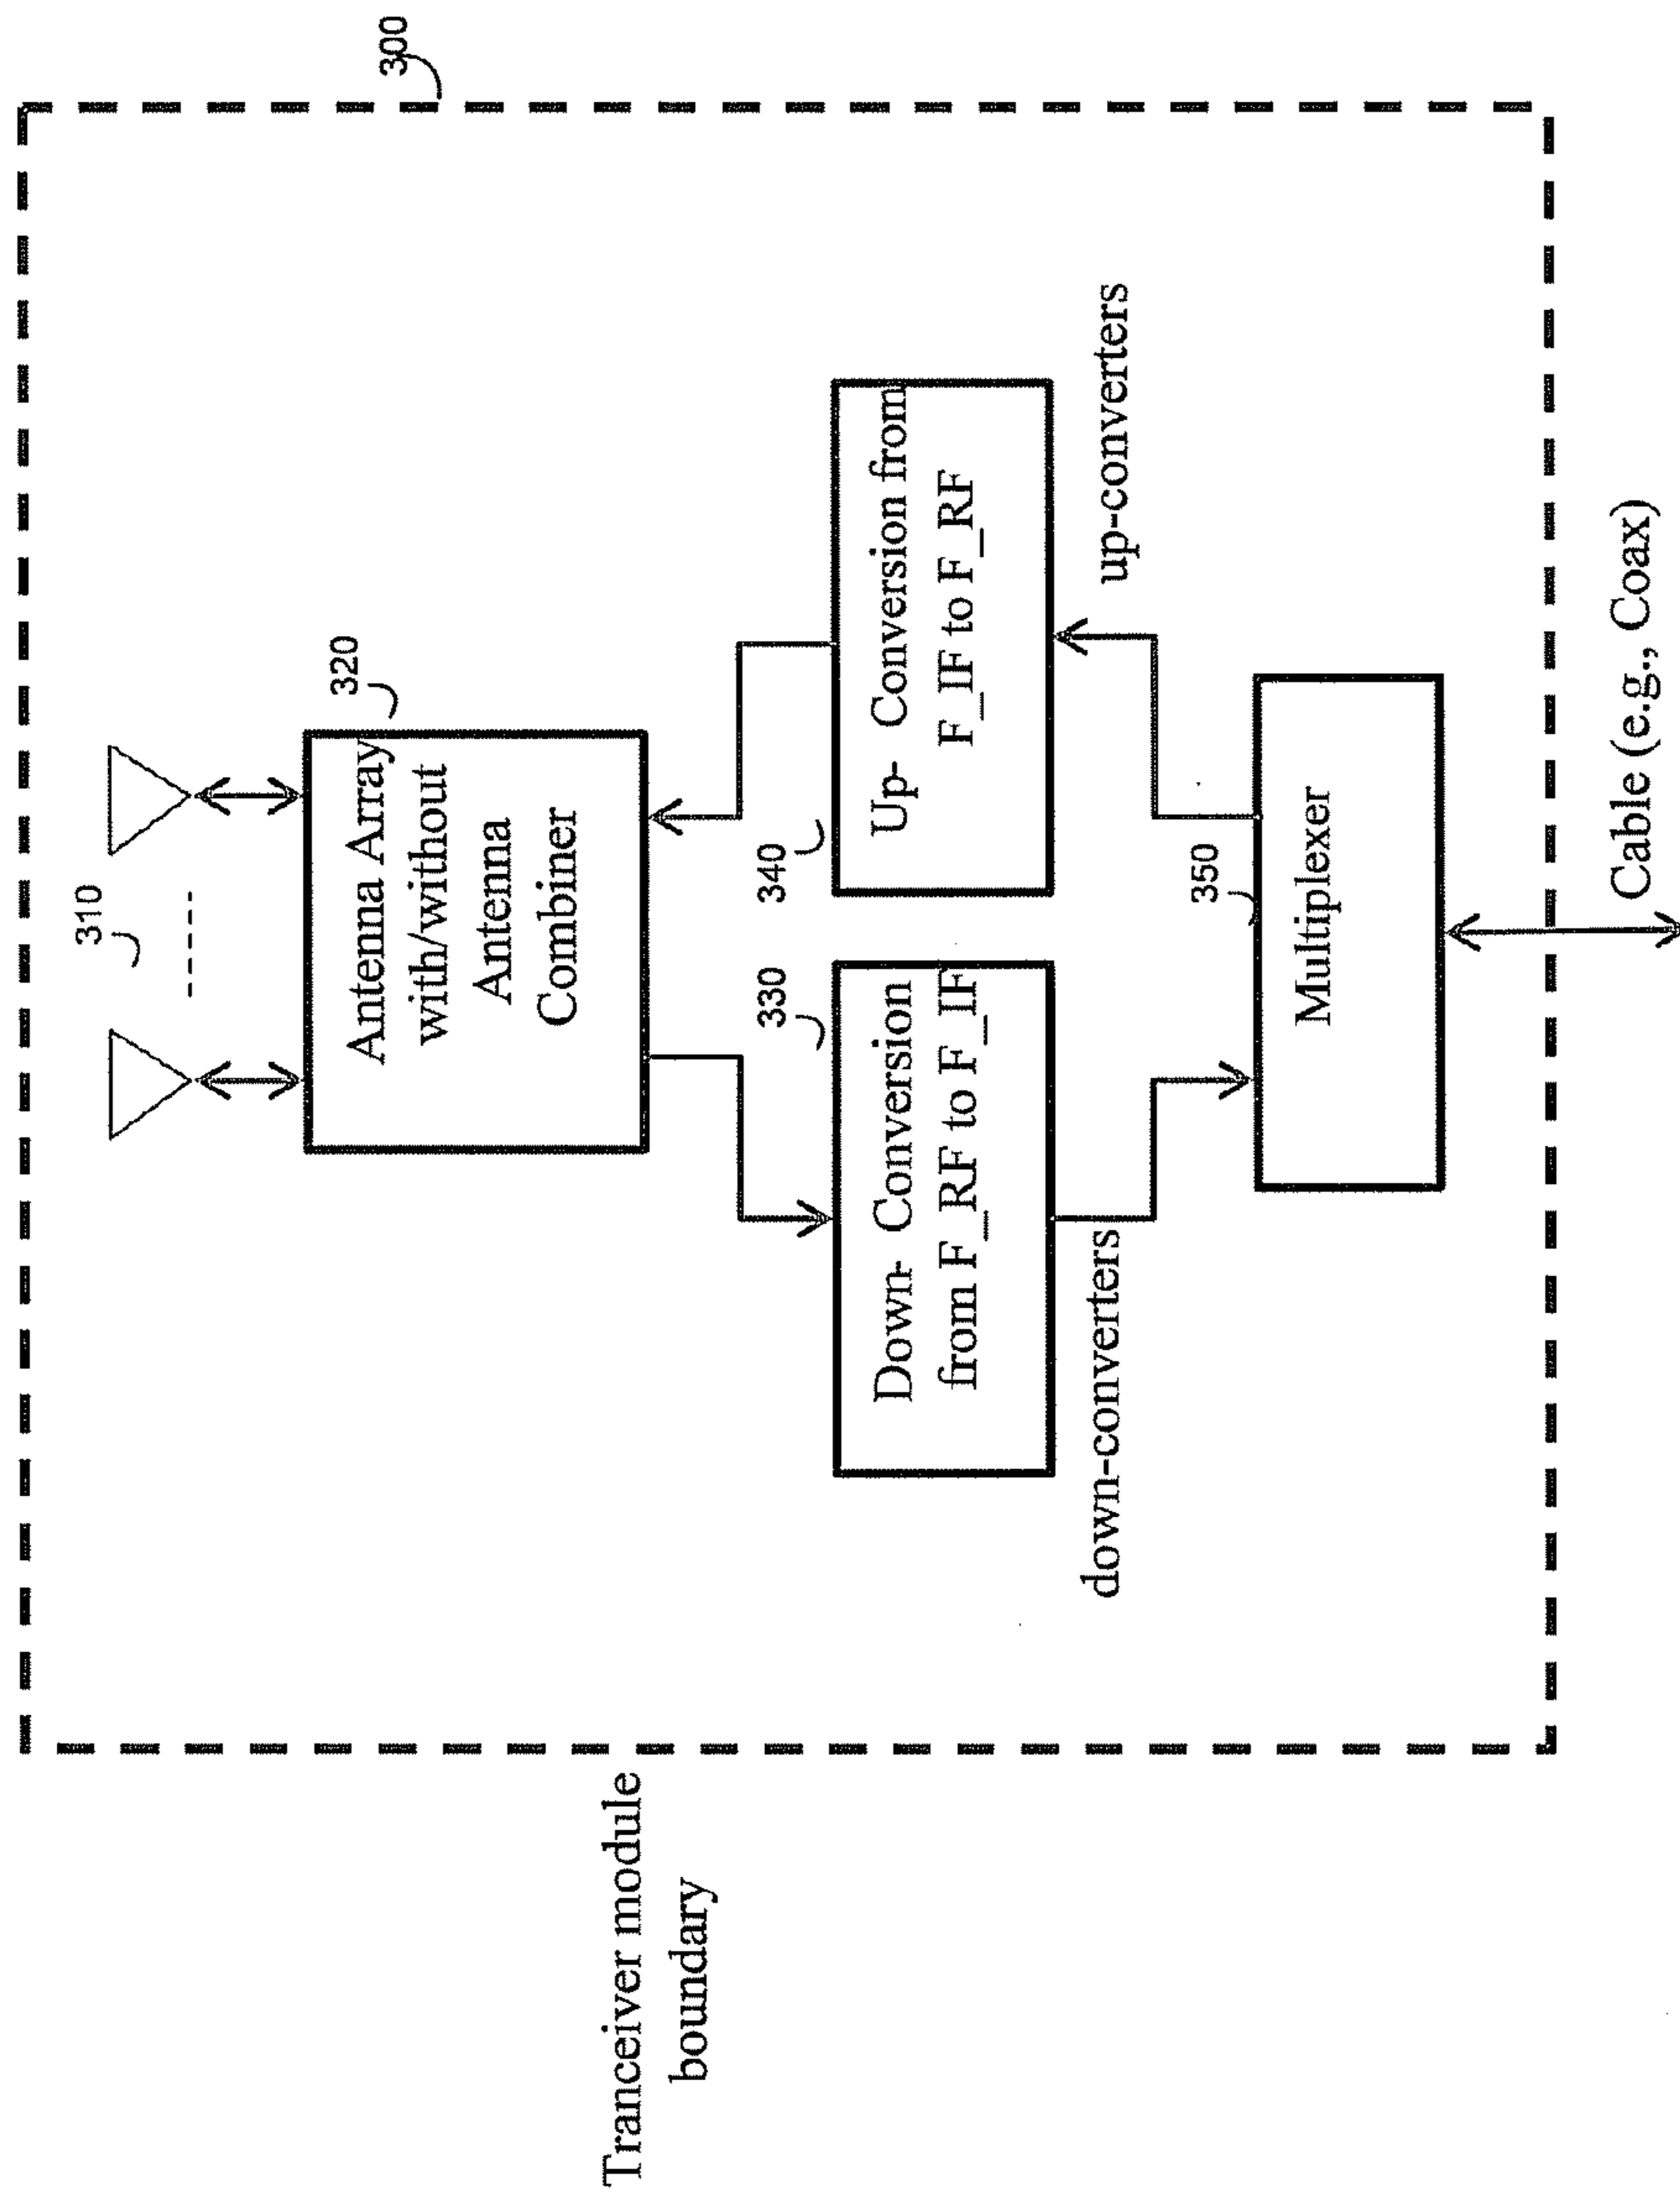 300
310
320
Antenna Array
with/without
Antenna
Combiner
Tranceiver module
boundary
330
Down- Conversion
from F_RF to F_IF
340
Up- Conversion from
F_IF to F_RF
down-converters
up-converters
350
Multiplexer
Cable (e.g., Coax)